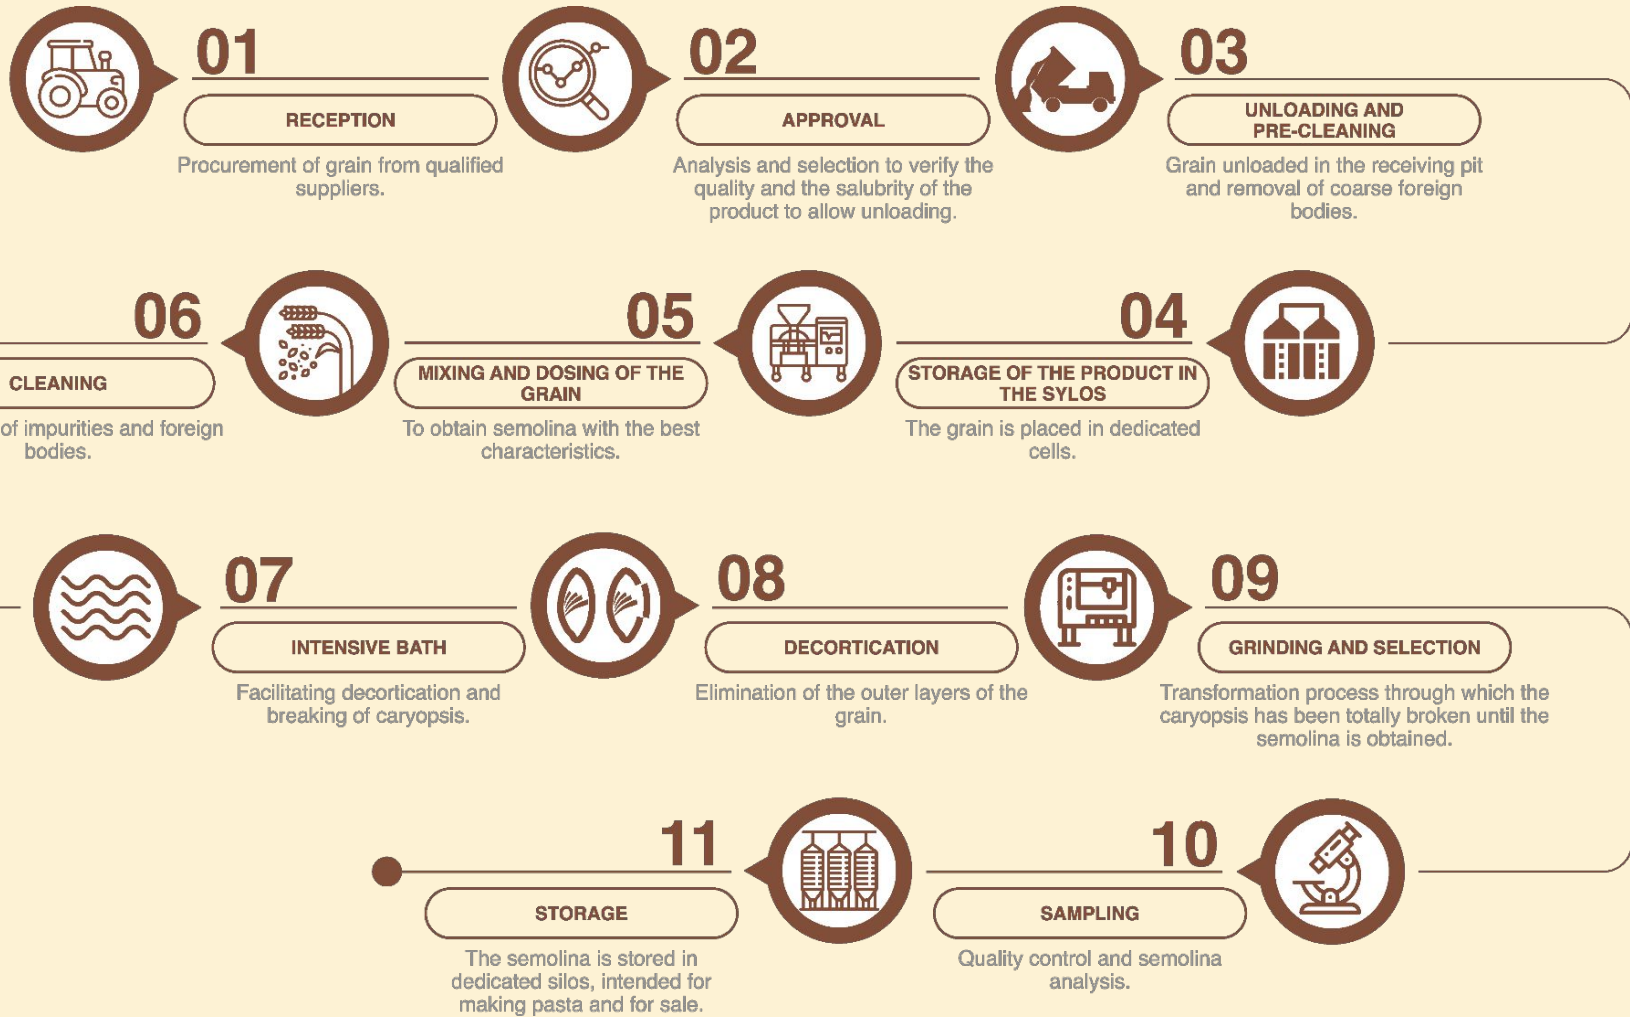 01
RECEPTION
Procurement of grain from qualified
suppliers.
02
APPROVAL
Analysis and selection to verify the
quality and the salubrity of the
product to allow unloading.
03
UNLOADING AND
PRE-CLEANING
Grain unloaded in the receiving pit
and removal of coarse foreign
bodies.
04
STORAGE OF THE PRODUCT IN
THE SYLOS
The grain is placed in dedicated
cells.
05
MIXING AND DOSING OF THE
GRAIN
To obtain semolina with the best
characteristics.
06
CLEANING
of impurities and foreign
bodies.
07
INTENSIVE BATH
Facilitating decortication and
breaking of caryopsis.
08
DECORTICATION
Elimination of the outer layers of the
grain.
09
GRINDING AND SELECTION
Transformation process through which the
caryopsis has been totally broken until the
semolina is obtained.
10
SAMPLING
Quality control and semolina
analysis.
11
STORAGE
The semolina is stored in
dedicated silos, intended for
making pasta and for sale.